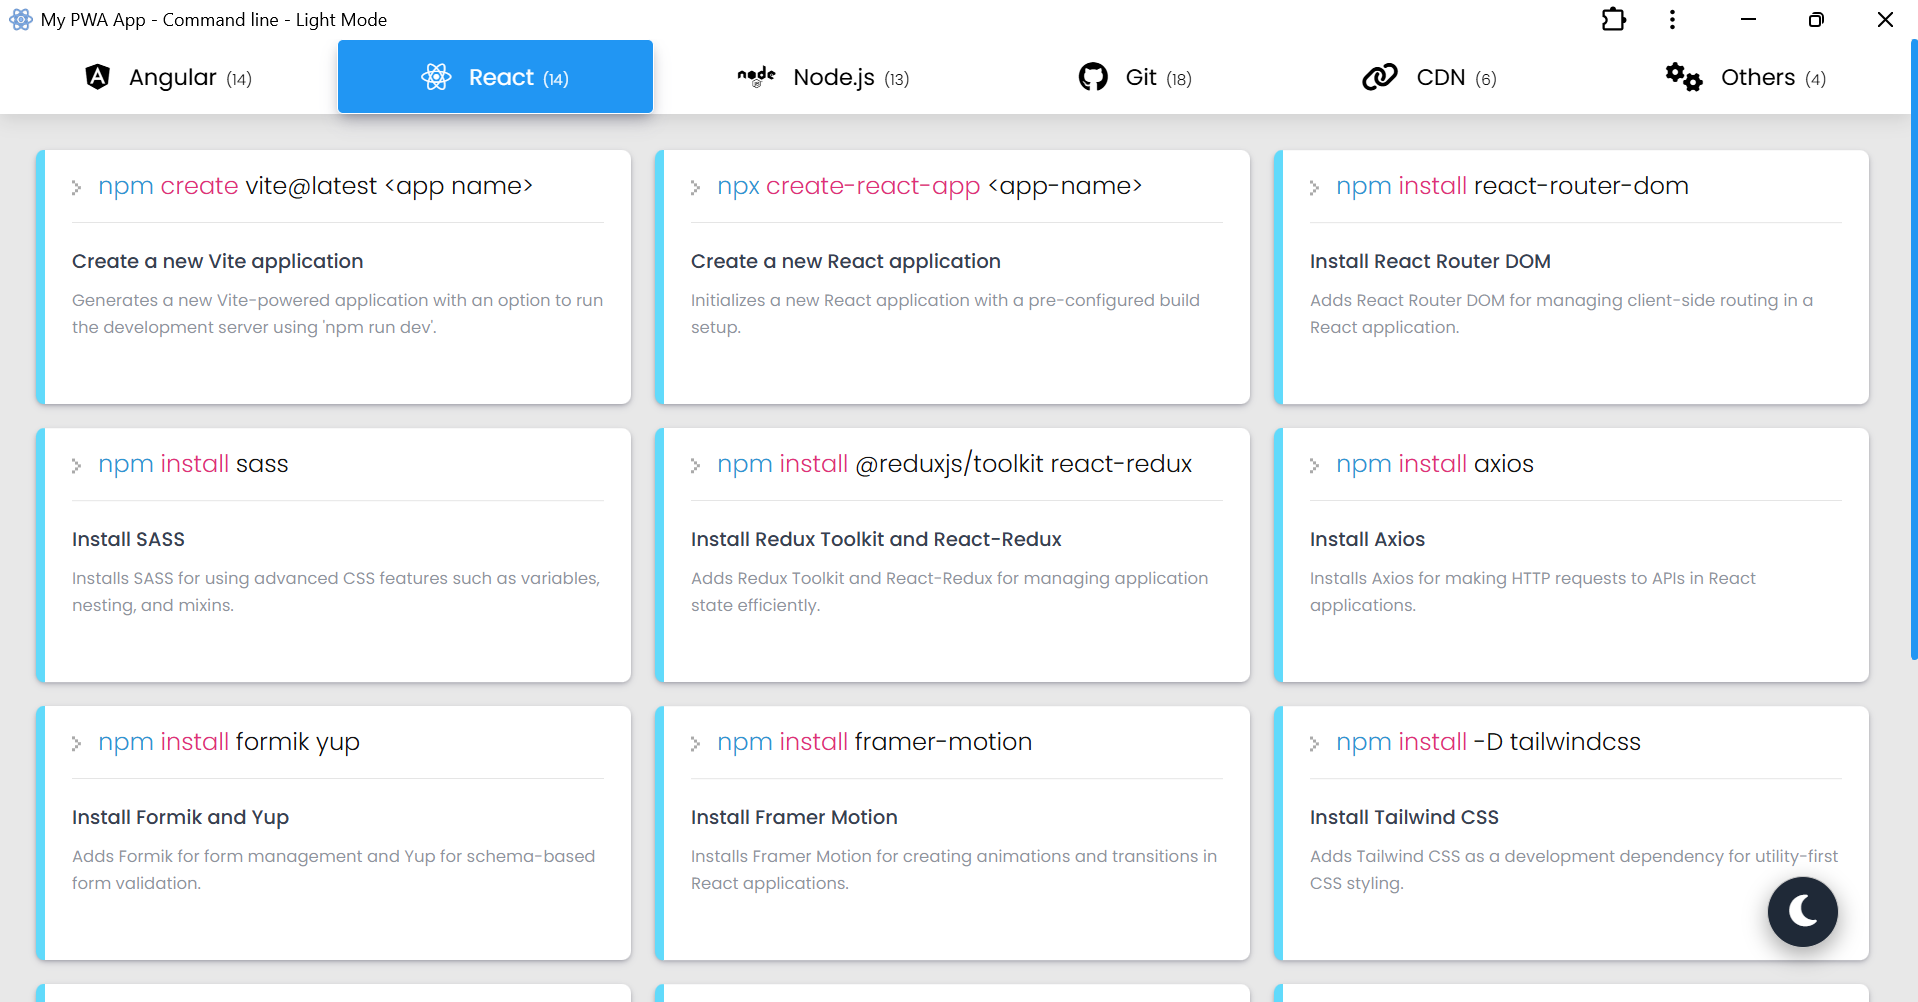 My PWA App - Command line - Light Mode
Angular (14)
React (14)
node
Node.js (13)
Git (18)
CDN (6)
Others (4)
npm create vite@latest <app name>
Create a new Vite application
Generates a new Vite-powered application with an option to run
the development server using 'npm run dev'.
npx create-react-app <app-name>
Create a new React application
Initializes a new React application with a pre-configured build
setup.
npm install react-router-dom
Install React Router DOM
Adds React Router DOM for managing client-side routing in a
React application.
npm install sass
Install SASS
Installs SASS for using advanced CSS features such as variables,
nesting, and mixins.
npm install @reduxjs/toolkit react-redux
Install Redux Toolkit and React-Redux
Adds Redux Toolkit and React-Redux for managing application
state efficiently.
npm install axios
Install Axios
Installs Axios for making HTTP requests to APIs in React
applications.
npm install formik yup
Install Formik and Yup
Adds Formik for form management and Yup for schema-based
form validation.
npm install framer-motion
Install Framer Motion
Installs Framer Motion for creating animations and transitions in
React applications.
npm install -D tailwindcss
Install Tailwind CSS
Adds Tailwind CSS as a development dependency for utility-first
CSS styling.